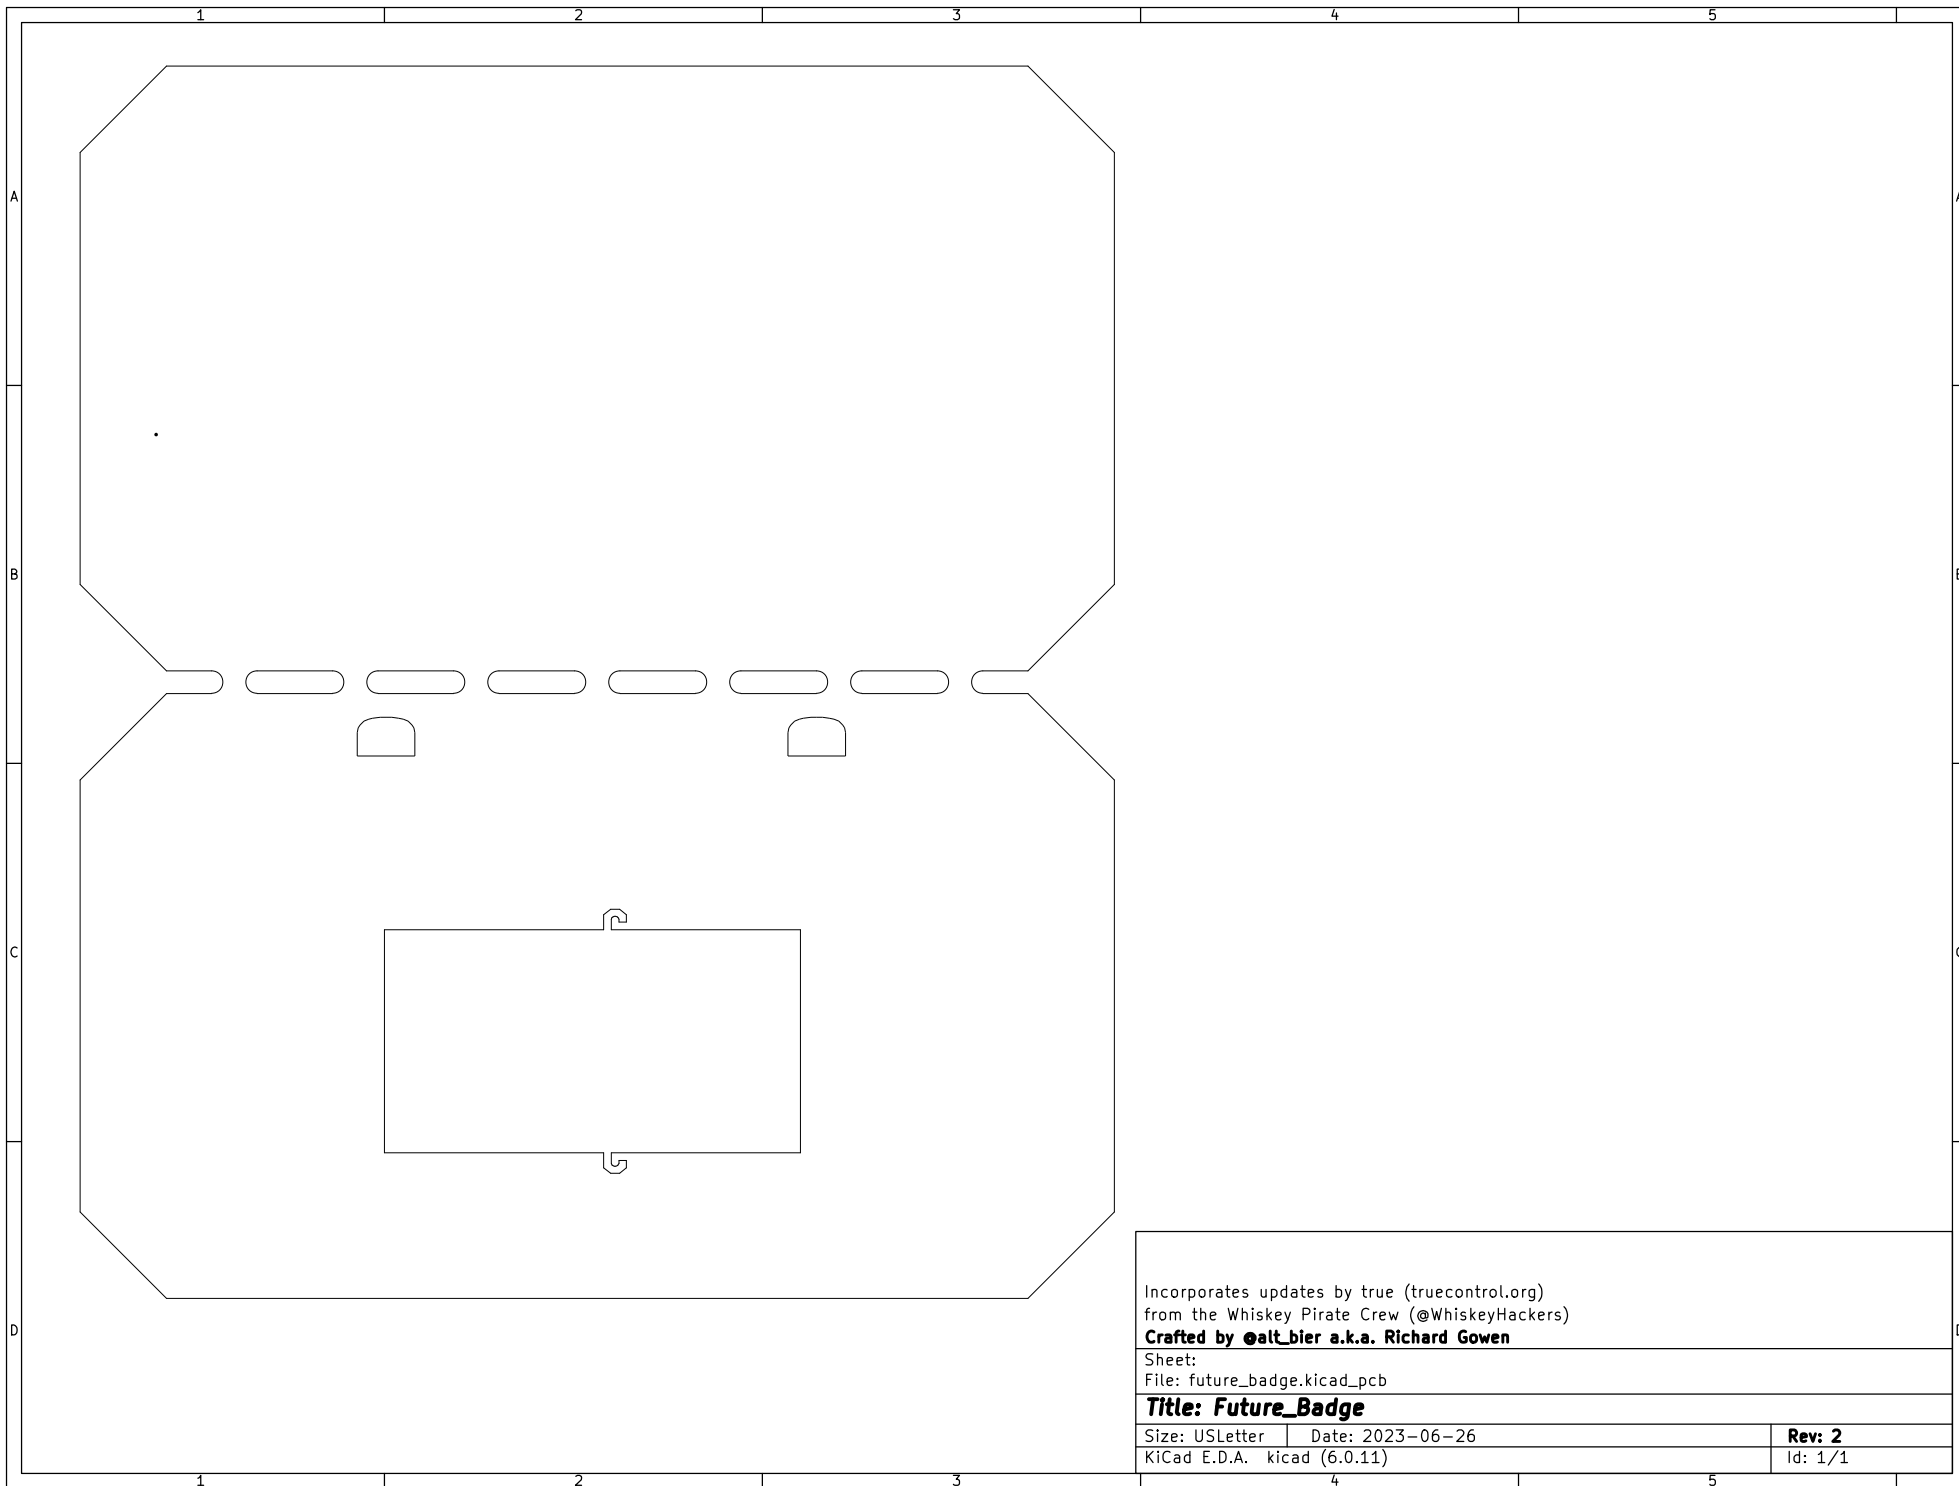 1 2 3 4 5
A
A
B
B
C
C
D
D
Incorporates updates by true (truecontrol.org)
from the Whiskey Pirate Crew (@WhiskeyHackers)
Crafted by @alt_bier a.k.a. Richard Gowen
Sheet:
File: future_badge.kicad_pcb
Title: Future_Badge
Size: USLetter Date: 2023-06-26 Rev: 2
KiCad E.D.A. kicad (6.0.11) Id: 1/1
1 2 3 4 5